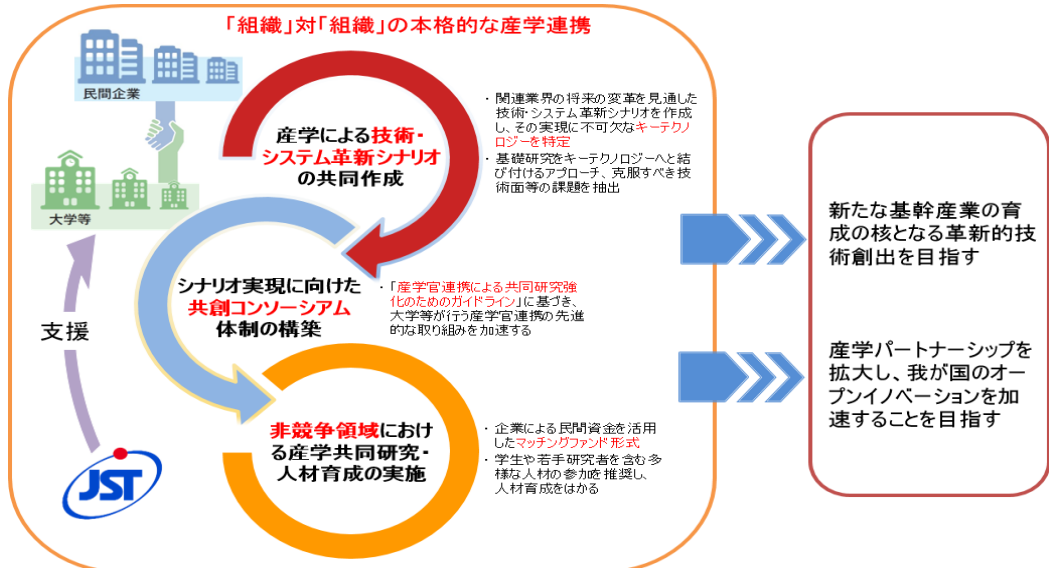 「組織」対「組織」の本格的な産学連携
民間企業
大学等
支援
JST
産学による技術・
システム革新シナリオ
の共同作成
・関連業界の将来の変革を見通した
技術・システム革新シナリオを作成
し、その実現に不可欠なキーテクノ
ロジーを特定
・基礎研究をキーテクノロジーへと結
び付けるアプローチ、克服すべき技
術面等の課題を抽出
シナリオ実現に向けた
共創コンソーシアム
体制の構築
・「産学官連携による共同研究強
化のためのガイドライン」に基づき、
大学等が行う産学官連携の先進
的な取り組みを加速する
非競争領域におけ
る産学共同研究・
人材育成の実施
・企業による民間資金を活用
したマッチングファンド形式
・学生や若手研究者を含む多
様な人材の参加を推奨し、
人材育成をはかる
新たな基幹産業の育
成の核となる革新的技
術創出を目指す
産学パートナーシップを
拡大し、我が国のオー
プンイノベーションを加
速することを目指す